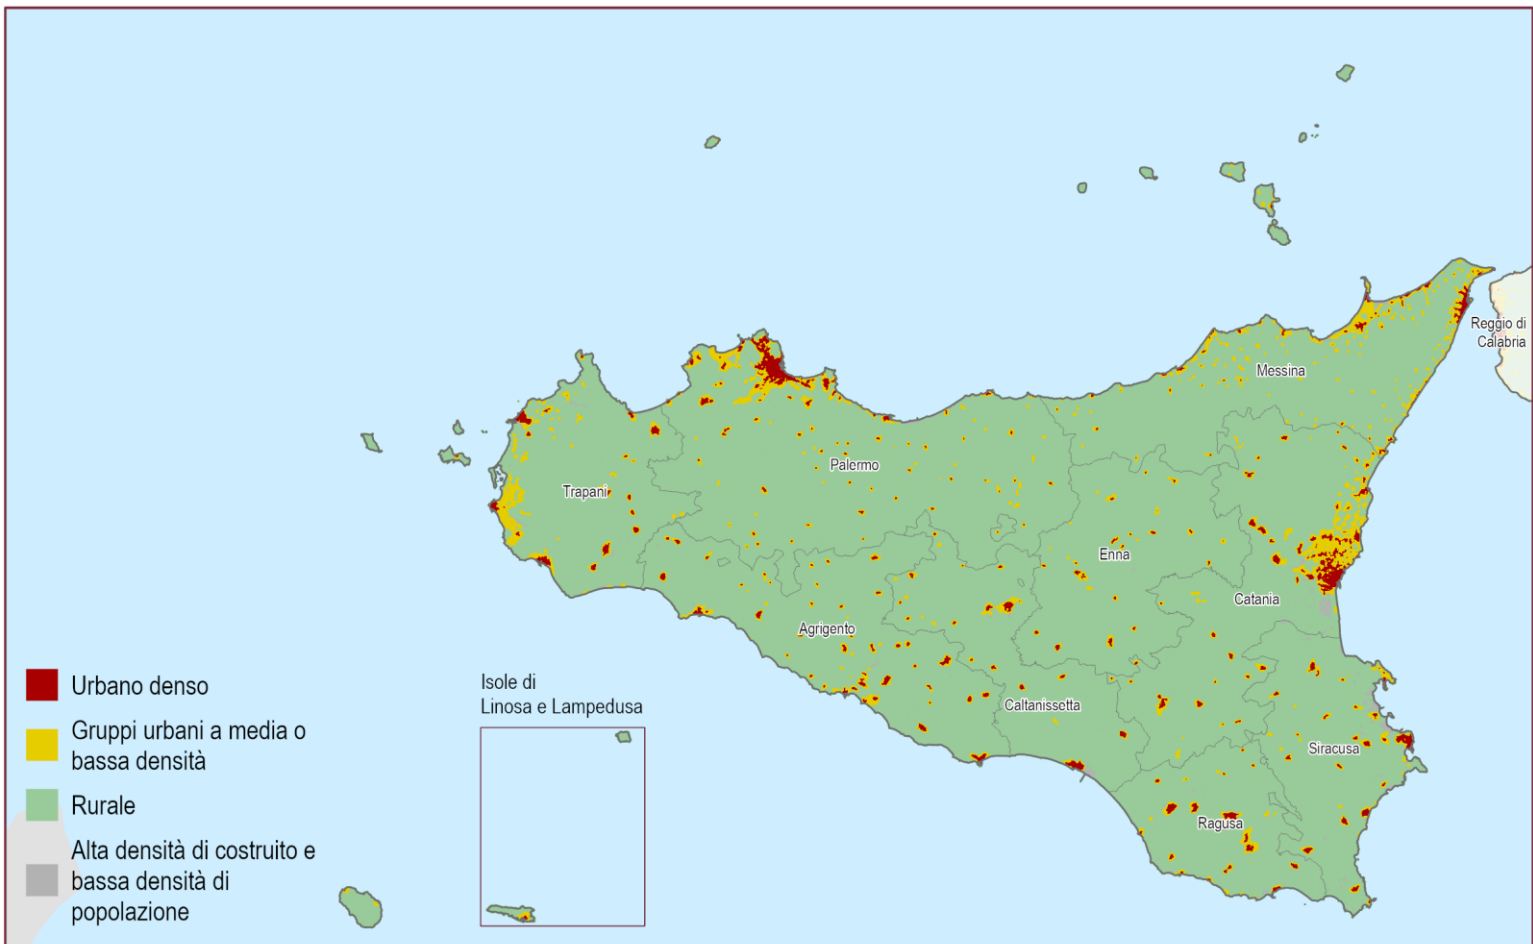 Reggio di
Calabria
Messina
Palermo
Trapani
Enna
Catania
Agrigento
Isole di
Linosa e Lampedusa
Caltanissetta
Siracusa
Ragusa
Urbano denso
Gruppi urbani a media o
bassa densità
Rurale
Alta densità di costruito e
bassa densità di
popolazione